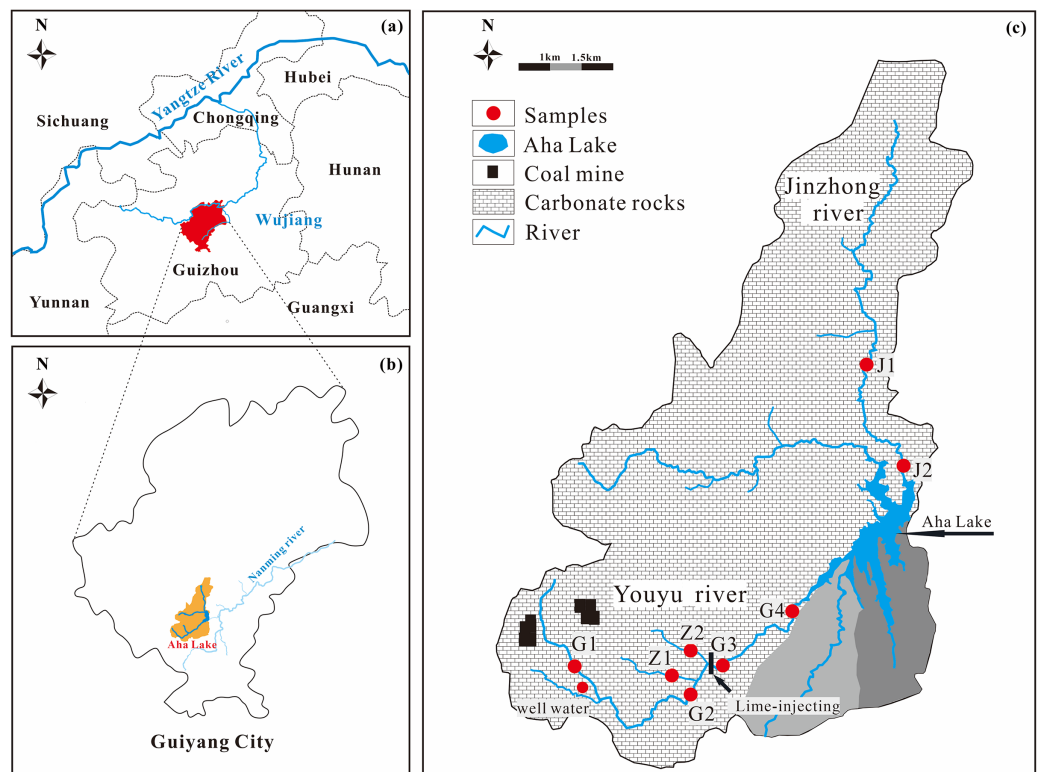 (a)
N
Yangtze River
Hubei
Chongqing
Sichuang
Hunan
Wujiang
Guizhou
Yunnan
Guangxi
(b)
N
Nanming river
Aha Lake
Guiyang City
(c)
N
1km 1.5km
Samples
Aha Lake
Coal mine
Carbonate rocks
River
Jinzhong
river
J1
J2
Aha Lake
Youyu river
G4
Z2
G3
G1
Z1
well water
G2
Lime-injecting